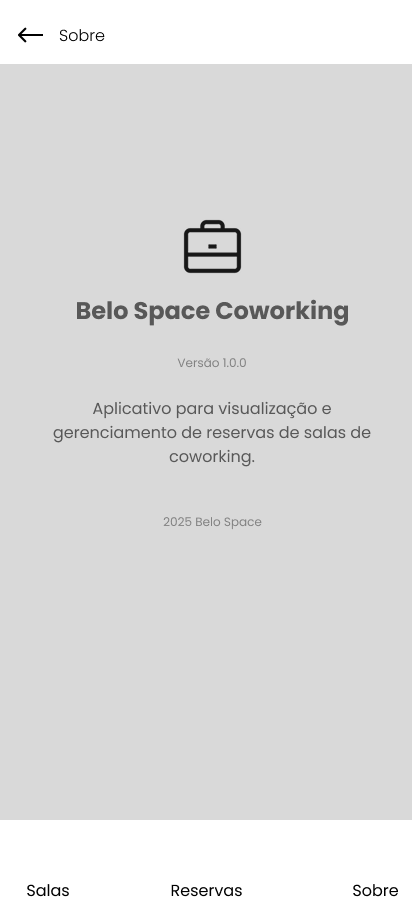 Sobre
Belo Space Coworking
Versão 1.0.0
Aplicativo para visualização e
gerenciamento de reservas de salas de
coworking.
2025 Belo Space
Salas Reservas Sobre